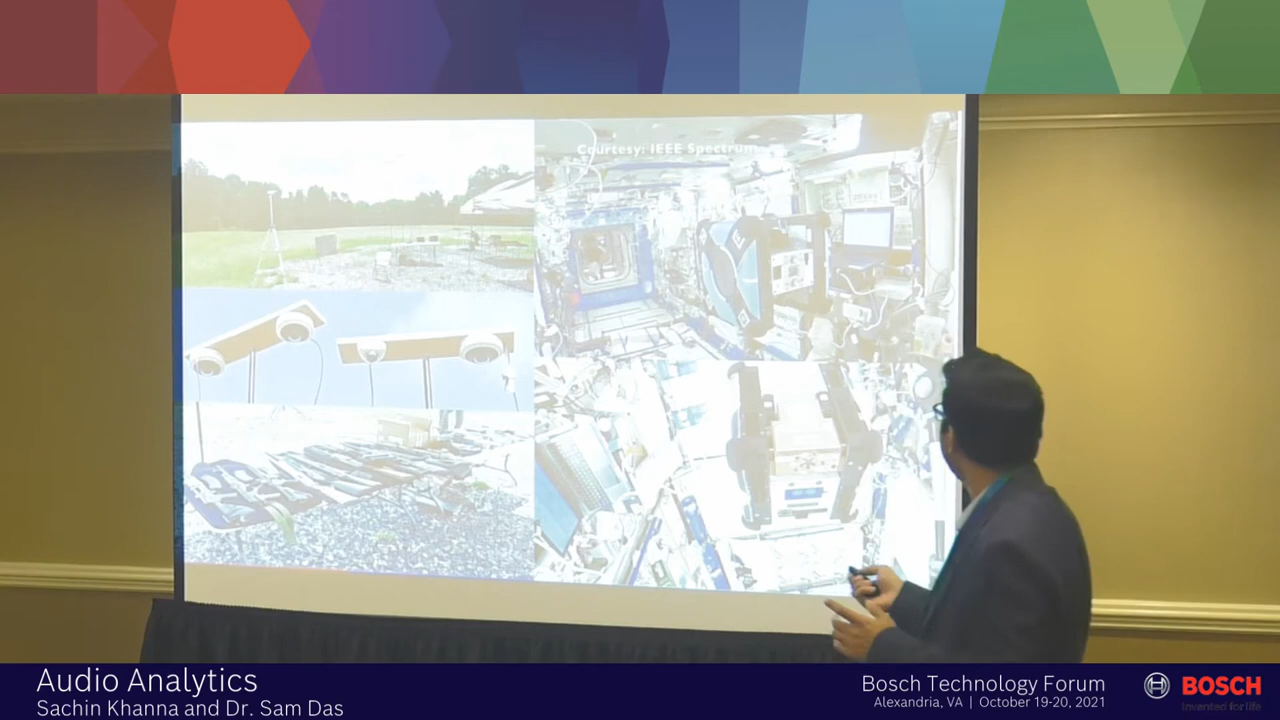 Courtesy: IEEE Spectrum
Audio Analytics
Sachin Khanna and Dr. Sam Das
Bosch Technology Forum
Alexandria, VA | October 19-20, 2021
BOSCH
Invented for life